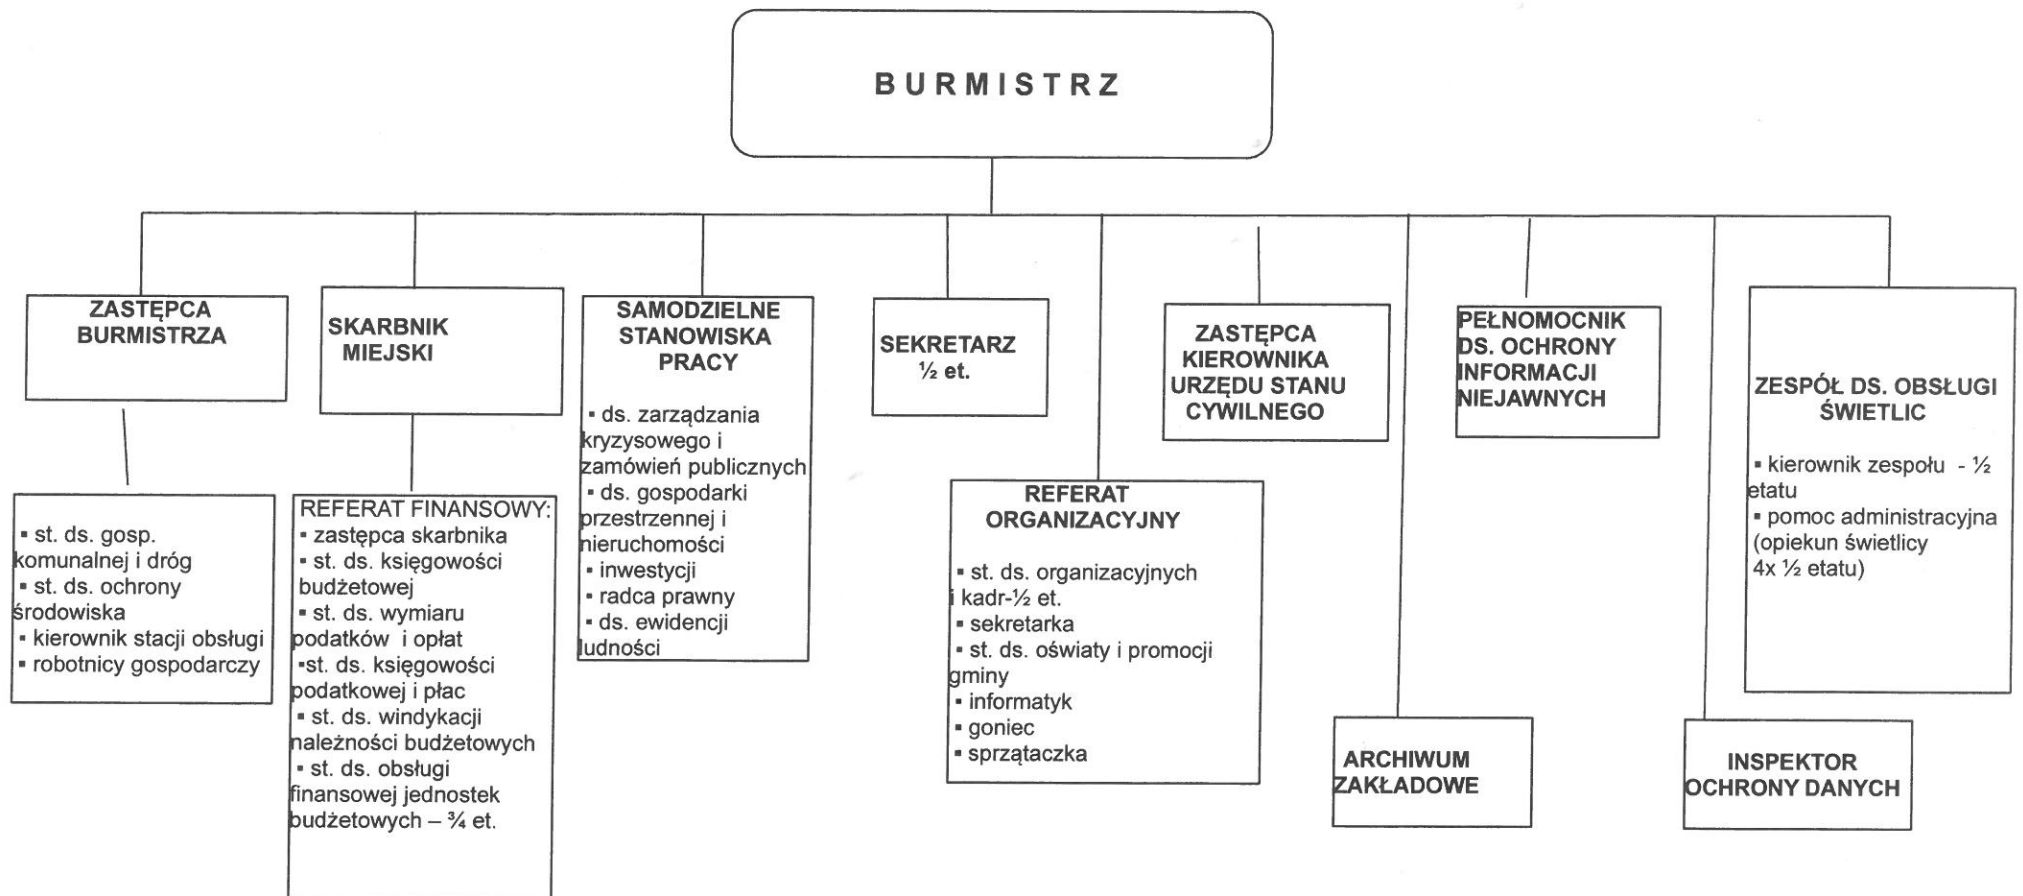 BURMISTRZ
ZASTĘPCA
BURMISTRZA
▪ st. ds. gosp.
komunalnej i dróg
▪ st. ds. ochrony
środowiska
▪ kierownik stacji obsługi
▪ robotnicy gospodarczy
SKARBNIK
MIEJSKI
REFERAT FINANSOWY:
▪ zastępca skarbnika
▪ st. ds. księgowości
budżetowej
▪ st. ds. wymiaru
podatków i opłat
▪st. ds. księgowości
podatkowej i płac
▪ st. ds. windykacji
należności budżetowych
▪ st. ds. obsługi
finansowej jednostek
budżetowych – ¾ et.
SAMODZIELNE
STANOWISKA
PRACY
▪ ds. zarządzania
kryzysowego i
zamówień publicznych
▪ ds. gospodarki
przestrzennej i
nieruchomości
▪ inwestycji
▪ radca prawny
▪ ds. ewidencji
ludności
SEKRETARZ
½ et.
REFERAT
ORGANIZACYJNY
▪ st. ds. organizacyjnych
i kadr-½ et.
▪ sekretarka
▪ st. ds. oświaty i promocji
gminy
▪ informatyk
▪ goniec
▪ sprzątaczka
ZASTĘPCA
KIEROWNIKA
URZĘDU STANU
CYWILNEGO
ARCHIWUM
ZAKŁADOWE
PEŁNOMOCNIK
DS. OCHRONY
INFORMACJI
NIEJAWNYCH
INSPEKTOR
OCHRONY DANYCH
ZESPÓŁ DS. OBSŁUGI
ŚWIETLIC
▪ kierownik zespołu - ½
etatu
▪ pomoc administracyjna
(opiekun świetlicy
4x ½ etatu)